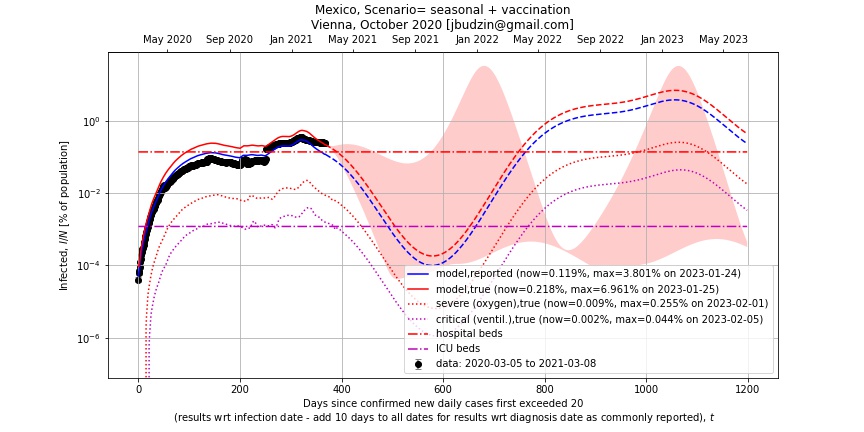 Mexico, Scenario= seasonal + vaccination
Vienna, October 2020 [jbudzin@gmail.com]
May 2020 Sep 2020 Jan 2021 May 2021 Sep 2021 Jan 2022 May 2022 Sep 2022 Jan 2023 May 2023
Infected, I/N [% of population]
10⁰
10⁻²
10⁻⁴
10⁻⁶
model,reported (now=0.119%, max=3.801% on 2023-01-24)
model,true (now=0.218%, max=6.961% on 2023-01-25)
severe (oxygen),true (now=0.009%, max=0.255% on 2023-02-01)
critical (ventil.),true (now=0.002%, max=0.044% on 2023-02-05)
hospital beds
ICU beds
data: 2020-03-05 to 2021-03-08
0 200 400 600 800 1000 1200
Days since confirmed new daily cases first exceeded 20
(results wrt infection date - add 10 days to all dates for results wrt diagnosis date as commonly reported), t